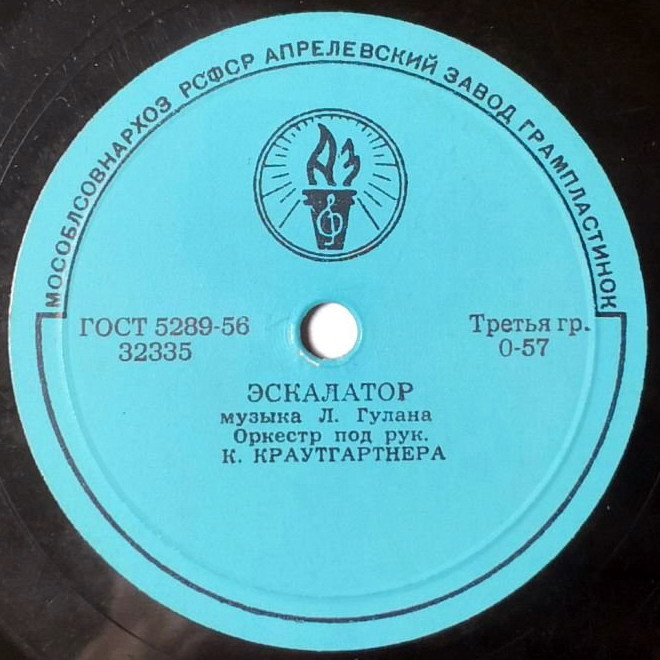 МОСОБЛСОВНАРХОЗ РСФСР АПРЕЛЕВСКИЙ ЗАВОД ГРАМПЛАСТИНОК
АЗ
ГОСТ 5289-56
32335
Третья гр.
0-57
ЭСКАЛАТОР
музыка Л. Гулана
Оркестр под рук.
К. КРАУТГАРТНЕРА